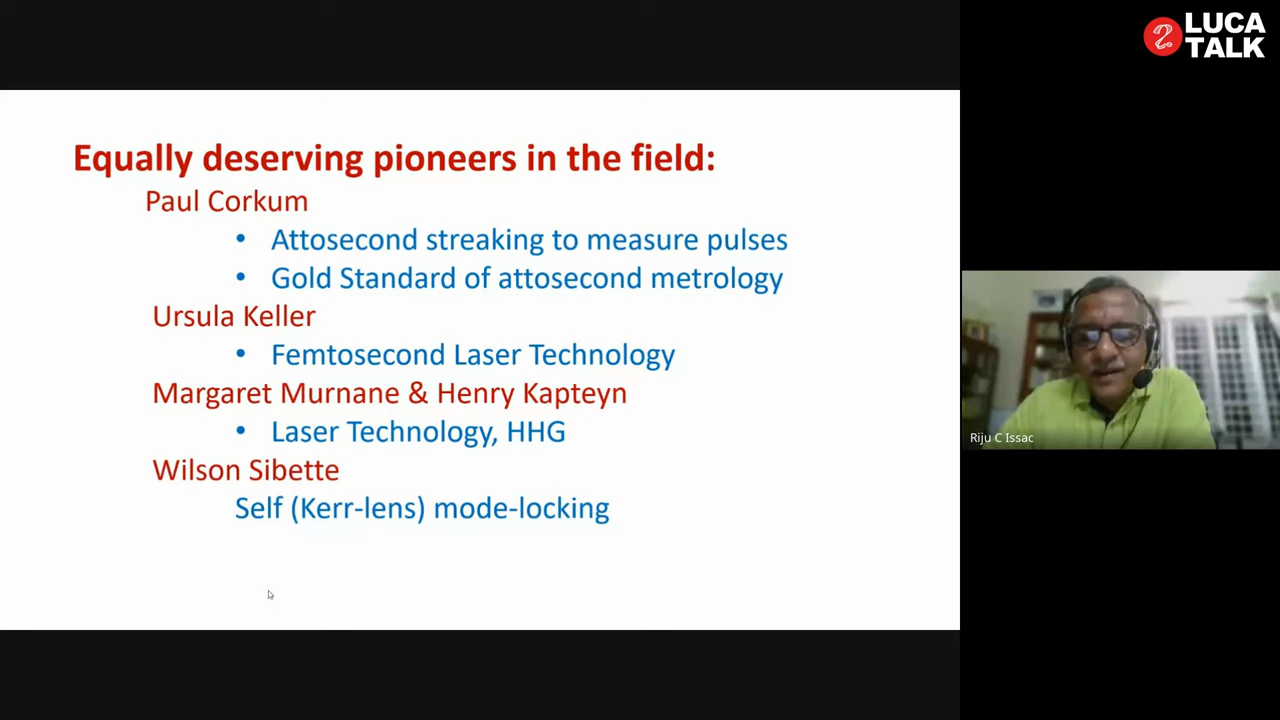 Equally deserving pioneers in the field:
Paul Corkum
• Attosecond streaking to measure pulses
• Gold Standard of attosecond metrology
Ursula Keller
• Femtosecond Laser Technology
Margaret Murnane & Henry Kapteyn
• Laser Technology, HHG
Wilson Sibette
Self (Kerr-lens) mode-locking
LUCA
TALK
Riju C Issac